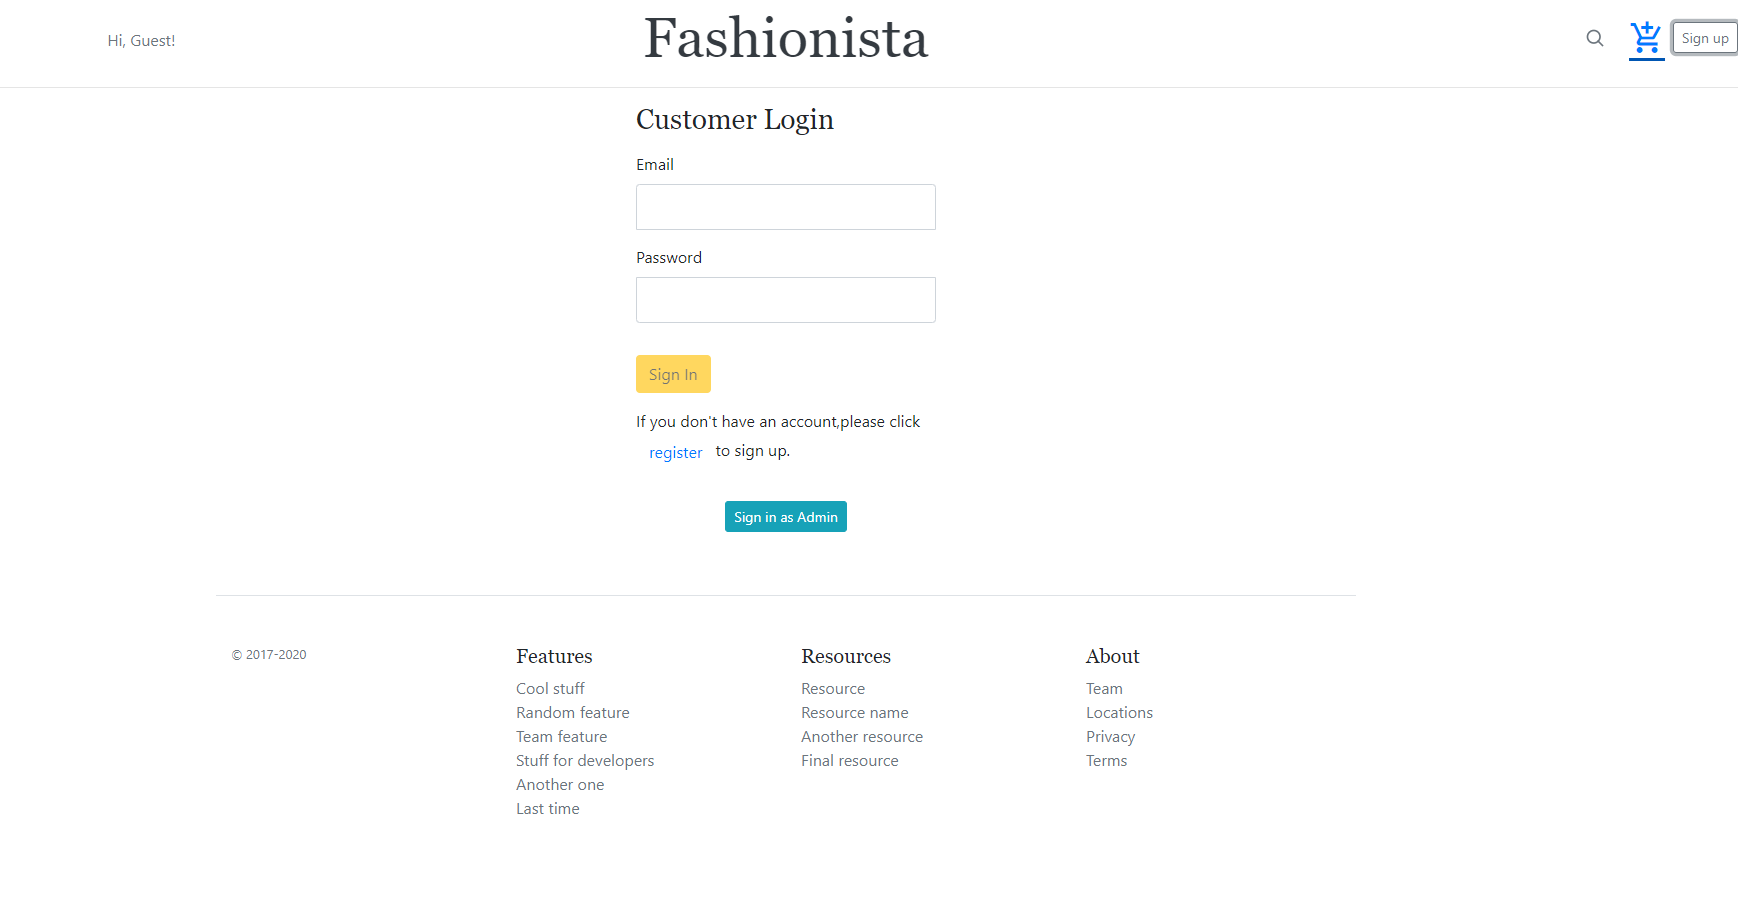 Hi, Guest!
Fashionista
Sign up
Customer Login
Email
Password
Sign In
If you don't have an account,please click
register to sign up.
Sign in as Admin
© 2017-2020
Features
Cool stuff
Random feature
Team feature
Stuff for developers
Another one
Last time
Resources
Resource
Resource name
Another resource
Final resource
About
Team
Locations
Privacy
Terms